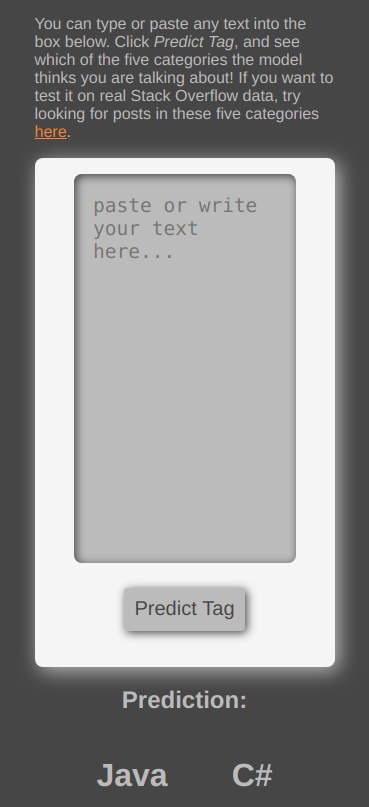 You can type or paste any text into the
box below. Click Predict Tag, and see
which of the five categories the model
thinks you are talking about! If you want to
test it on real Stack Overflow data, try
looking for posts in these five categories
here.
paste or write
your text
here...
Predict Tag
Prediction:
Java C#